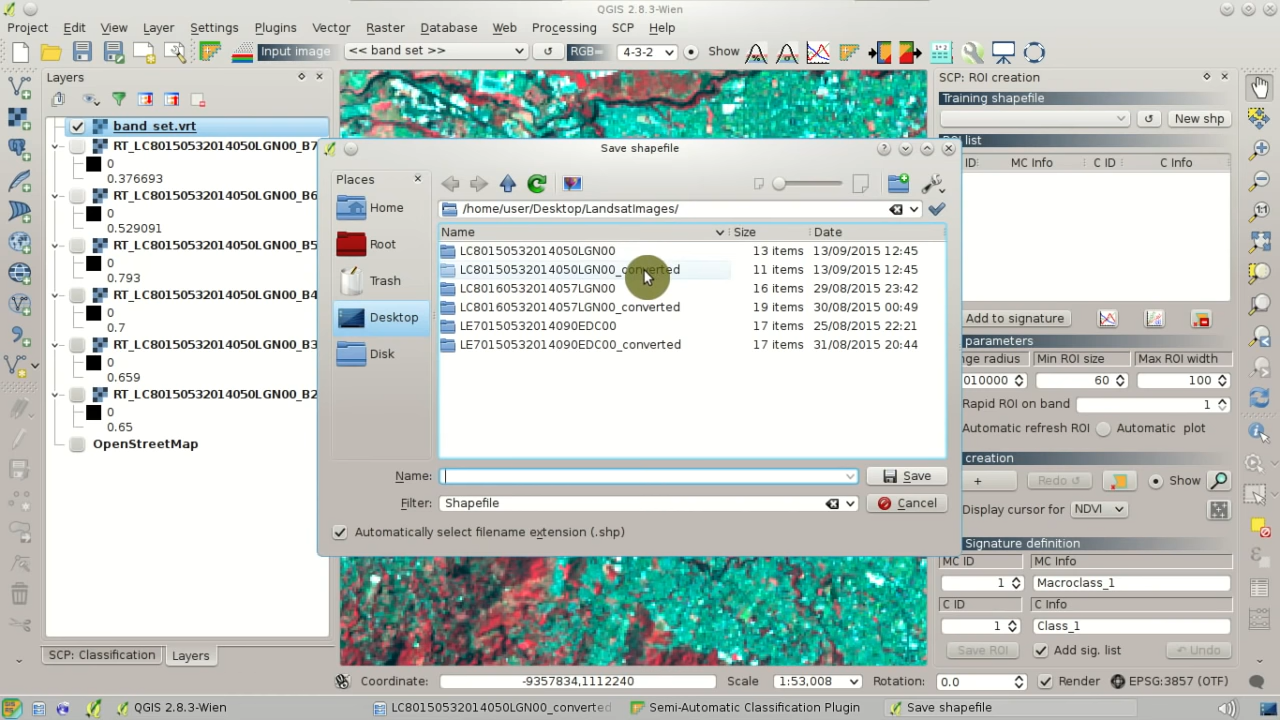 QGIS 2.8.3-Wien
Project Edit View Layer Settings Plugins Vector Raster Database Web Processing SCP Help
Input image << band set >> RGB= 4-3-2 Show
Layers
band set.vrt
RT_LC80150532014050LGN00_B7
0
0.376693
RT_LC80150532014050LGN00_B6
0
0.529091
RT_LC80150532014050LGN00_B5
0
0.793
RT_LC80150532014050LGN00_B4
0
0.7
RT_LC80150532014050LGN00_B3
0
0.659
RT_LC80150532014050LGN00_B2
0
0.65
OpenStreetMap
SCP: Classification Layers
Save shapefile
Places
Home
Root
Trash
Desktop
Disk
/home/user/Desktop/LandsatImages/
Name Size Date
LC80150532014050LGN00 13 items 13/09/2015 12:45
LC80150532014050LGN00_converted 11 items 13/09/2015 12:45
LC80160532014057LGN00 16 items 29/08/2015 23:42
LC80160532014057LGN00_converted 19 items 30/08/2015 00:49
LE70150532014090EDC00 17 items 25/08/2015 22:21
LE70150532014090EDC00_converted 17 items 31/08/2015 20:44
Name: Save
Filter: Shapefile Cancel
Automatically select filename extension (.shp)
SCP: ROI creation
Training shapefile
New shp
list
ID: MC Info C ID C Info
Add to signature
parameters
nge radius Min ROI size Max ROI width
010000 60 100
Rapid ROI on band 1
Automatic refresh ROI Automatic plot
creation
+ Redo Show
Display cursor for NDVI
Signature definition
MC ID MC Info
1 Macroclass_1
C ID C Info
1 Class_1
Save ROI Add sig. list Undo
Coordinate: -9357834,1112240 Scale 1:53,008 Rotation: 0.0 Render EPSG:3857 (OTF)
QGIS 2.8.3-Wien LC80150532014050LGN00_converted Semi-Automatic Classification Plugin Save shapefile